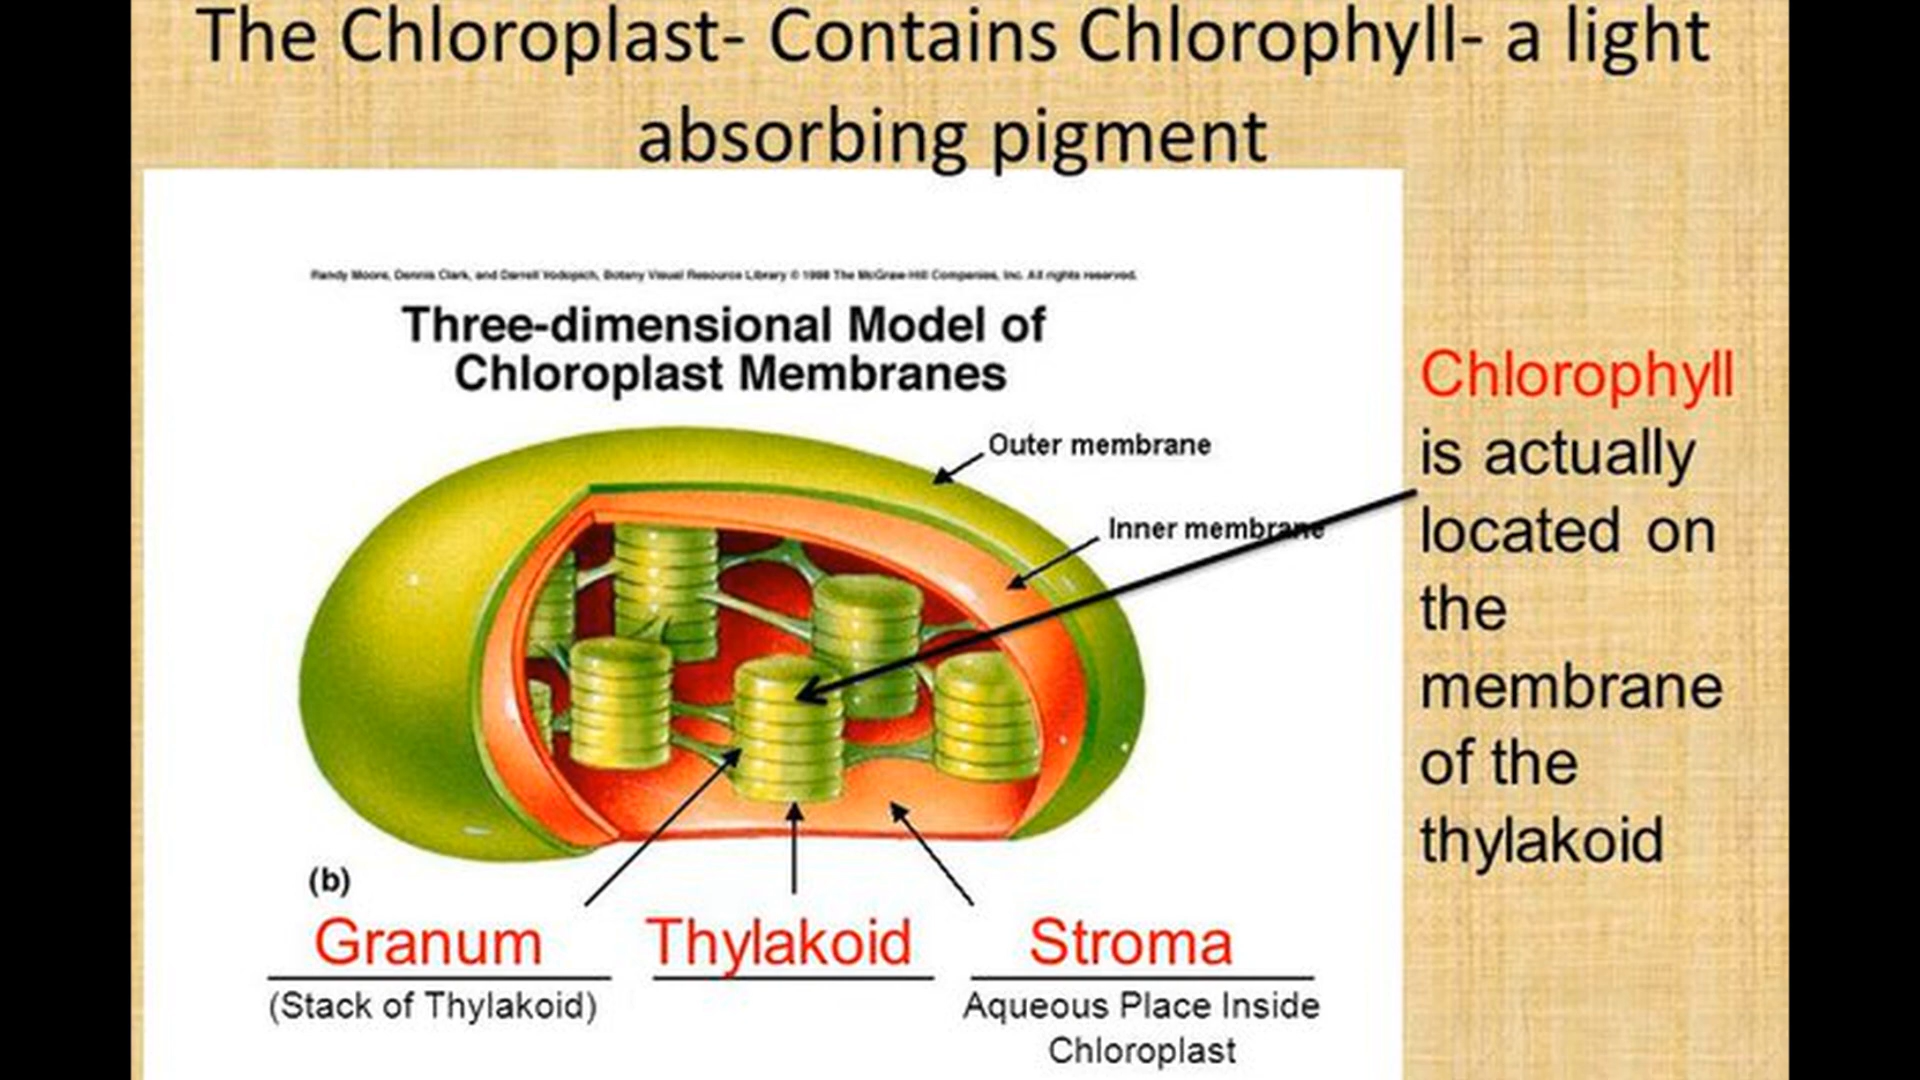 The Chloroplast- Contains Chlorophyll- a light
absorbing pigment
Randy Moore, Dennis Clark, and Darrell Vodopich, Botany Visual Resource Library © 1998 The McGraw-Hill Companies, Inc. All rights reserved.
Three-dimensional Model of
Chloroplast Membranes
Outer membrane
Inner membrane
Chlorophyll
is actually
located on
the
membrane
of the
thylakoid
(b)
Granum
(Stack of Thylakoid)
Thylakoid
Stroma
Aqueous Place Inside
Chloroplast